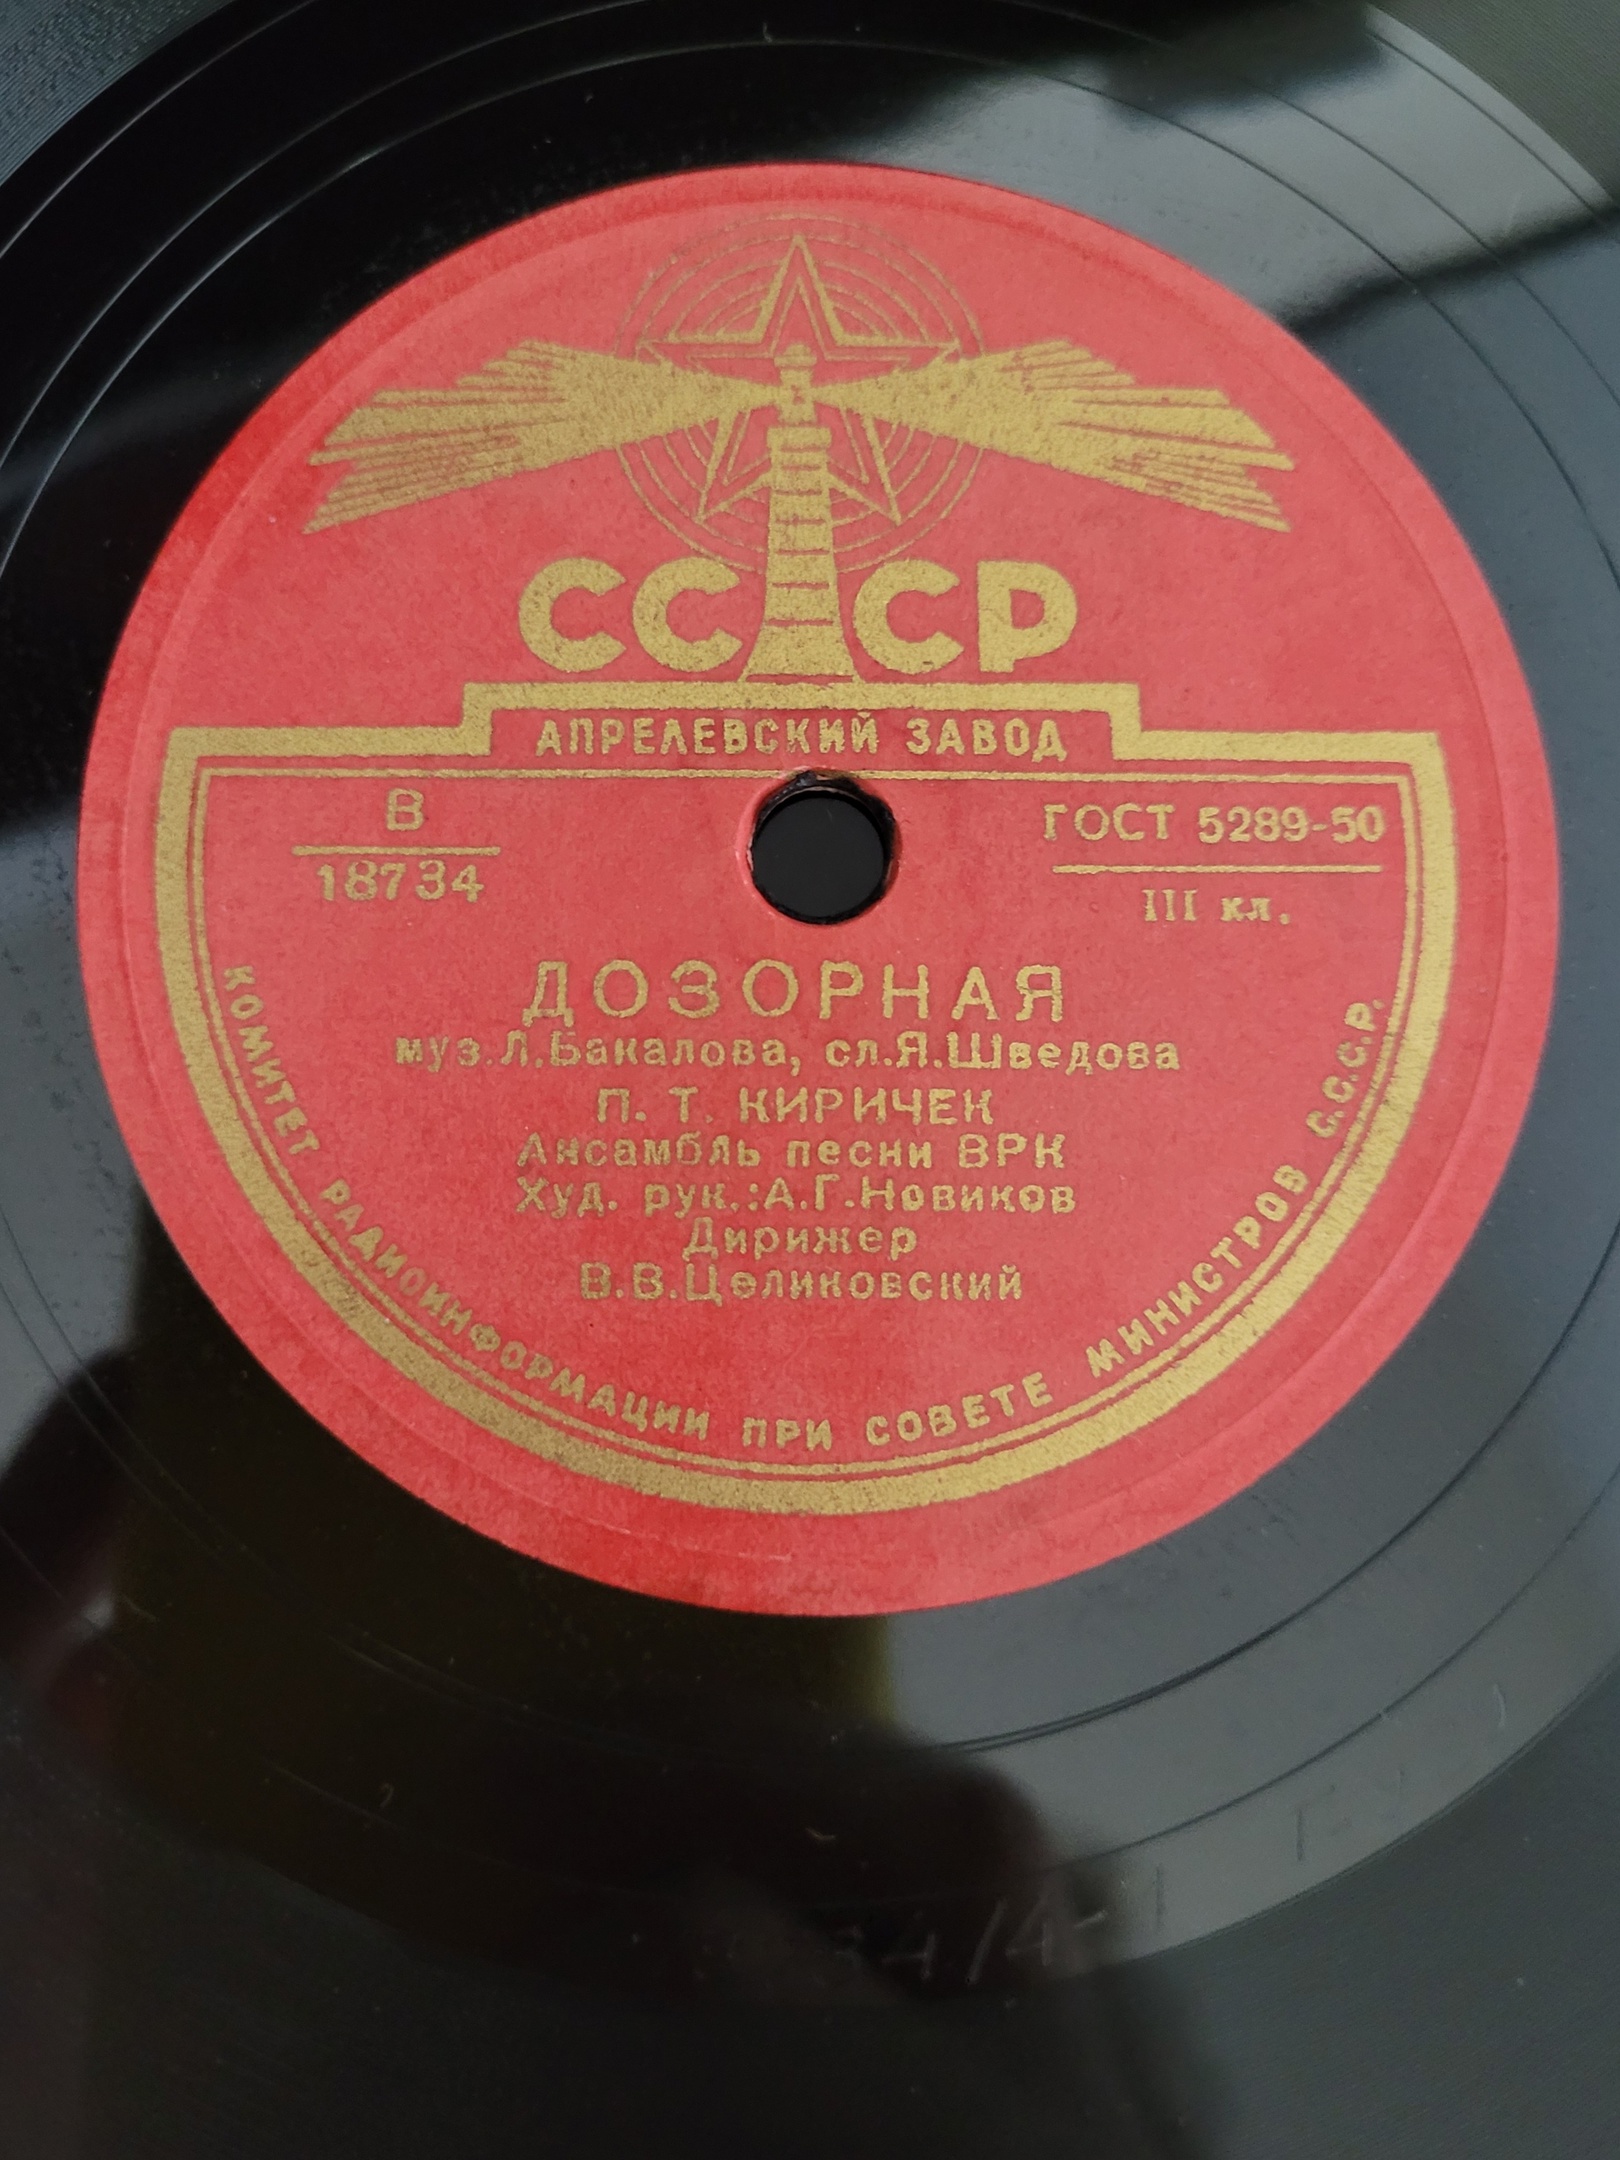 СССР
АПРЕЛЕВСКИЙ ЗАВОД
В
18734
ГОСТ 5289-50
III кл.
ДОЗОРНАЯ
муз.Л.Бакалова, сл.Я.Шведова
П. Т. КИРИЧЕК
Ансамбль песни ВРК
Худ. рук.:А.Г.Новиков
Дирижер
В.В.Целиковский
КОМИТЕТ РАДИОИНФОРМАЦИИ ПРИ СОВЕТЕ МИНИСТРОВ С.С.С.Р.